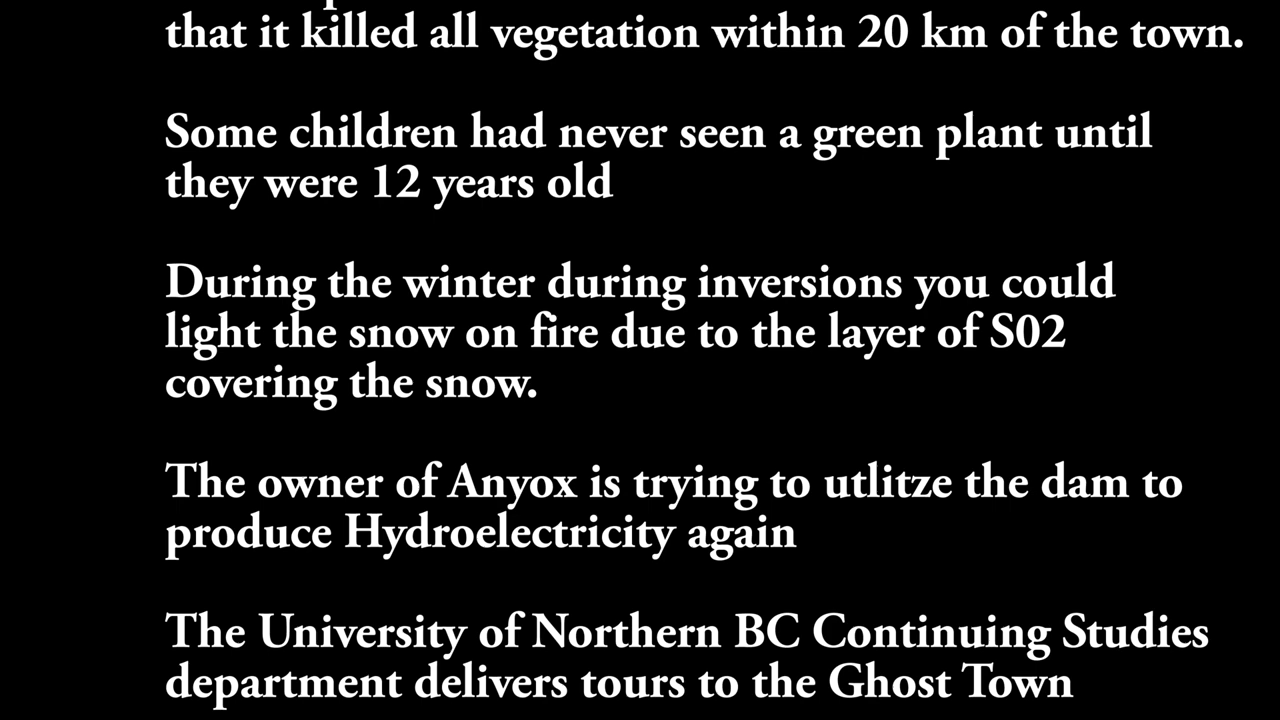 that it killed all vegetation within 20 km of the town.
Some children had never seen a green plant until
they were 12 years old
During the winter during inversions you could
light the snow on fire due to the layer of S02
covering the snow.
The owner of Anyox is trying to utlitze the dam to
produce Hydroelectricity again
The University of Northern BC Continuing Studies
department delivers tours to the Ghost Town